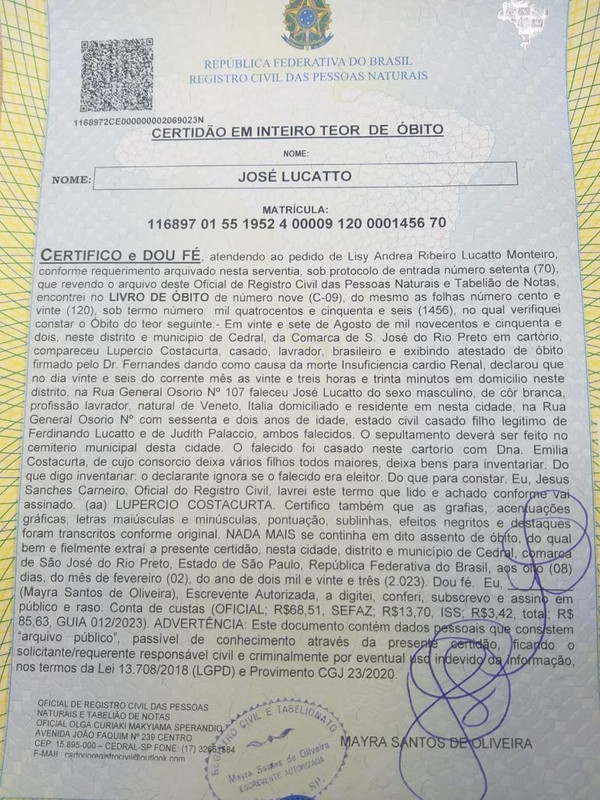 REPÚBLICA FEDERATIVA DO BRASIL
REGISTRO CIVIL DAS PESSOAS NATURAIS
1168972CE000000002069023N
CERTIDÃO EM INTEIRO TEOR DE ÓBITO
NOME:
NOME: JOSÉ LUCATTO
MATRÍCULA:
116897 01 55 1952 4 00009 120 0001456 70
CERTIFICO e DOU FÉ, atendendo ao pedido de Lisy Andrea Ribeiro Lucatto Monteiro,
conforme requerimento arquivado nesta serventia, sob protocolo de entrada número setenta (70),
que revendo o arquivo deste Oficial de Registro Civil das Pessoas Naturais e Tabelião de Notas,
encontrei no LIVRO DE ÓBITO de número nove (C-09), do mesmo as folhas número cento e
vinte (120), sob termo número mil quatrocentos e cinquenta e seis (1456), no qual verifiquei
constar o Óbito do teor seguinte:- Em vinte e sete de Agosto de mil novecentos e cinquenta e
dois, neste distrito e municipio de Cedral, da Comarca de S. José do Rio Preto em cartório,
compareceu Lupercio Costacurta, casado, lavrador, brasileiro e exibindo atestado de óbito
firmado pelo Dr. Fernandes dando como causa da morte Insuficiencia cardio Renal, declarou que
no dia vinte e seis do corrente mês as vinte e treiz horas e trinta minutos em domicilio neste
distrito, na Rua General Osorio Nº 107 faleceu José Lucatto do sexo masculino, de côr branca,
profissão lavrador, natural de Veneto, Italia domiciliado e residente em nesta cidade, na Rua
General Osorio Nº com sessenta e dois anos de idade, estado civil casado filho legitimo de
Ferdinando Lucatto e de Judith Palaccio, ambos falecidos. O sepultamento deverá ser feito no
cemiterio municipal desta cidade. O falecido foi casado neste cartorio com Dna. Emilia
Costacurta, de cujo consorcio deixa vários filhos todos maiores, deixa bens para inventariar. Do
que digo inventariar: o declarante ignora se o falecido era eleitor. Do que para constar. Eu, Jesus
Sanches Carneiro, Oficial do Registro Civil, lavrei este termo que lido e achado conforme vai
assinado. (aa) LUPERCIO COSTACURTA. Certifico também que as grafias, acentuações
gráficas, letras maiúsculas e minúsculas, pontuação, sublinhas, efeitos negritos e destaques
foram transcritos conforme original. NADA MAIS se continha em dito assento de óbito, do qual
bem e fielmente extraí a presente certidão, nesta cidade, distrito e município de Cedral, comarca
de São José do Rio Preto, Estado de São Paulo, República Federativa do Brasil, aos oito (08)
dias, do mês de fevereiro (02), do ano de dois mil e vinte e três (2.023). Dou fé. Eu,
(Mayra Santos de Oliveira), Escrevente Autorizada, a digitei, conferi, subscrevo e assino em
público e raso. Conta de custas (OFICIAL; R$68,51, SEFAZ; R$13,70, ISS; R$3,42, total; R$
85,63, GUIA 012/2023). ADVERTÊNCIA: Este documento contém dados pessoais que consistem
"arquivo público", passível de conhecimento através da presente certidão, ficando o
solicitante/requerente responsável civil e criminalmente por eventual uso indevido da informação,
nos termos da Lei 13.708/2018 (LGPD) e Provimento CGJ 23/2020.
OFICIAL DE REGISTRO CIVIL DAS PESSOAS
NATURAIS E TABELIÃO DE NOTAS
OFICIAL OLGA CURIAKI MAKYIAMA SPERANDIO
AVENIDA JOÃO FAQUIM Nº 239 CENTRO
CEP. 15.895-000 – CEDRAL-SP FONE: (17)
E-MAIL: cartorioregistrocivil@outlook.com
REGISTRO CIVIL E TABELIONATO
Mayra Santos de Oliveira
ESCREVENTE AUTORIZADA
SP.
MAYRA SANTOS DE OLIVEIRA